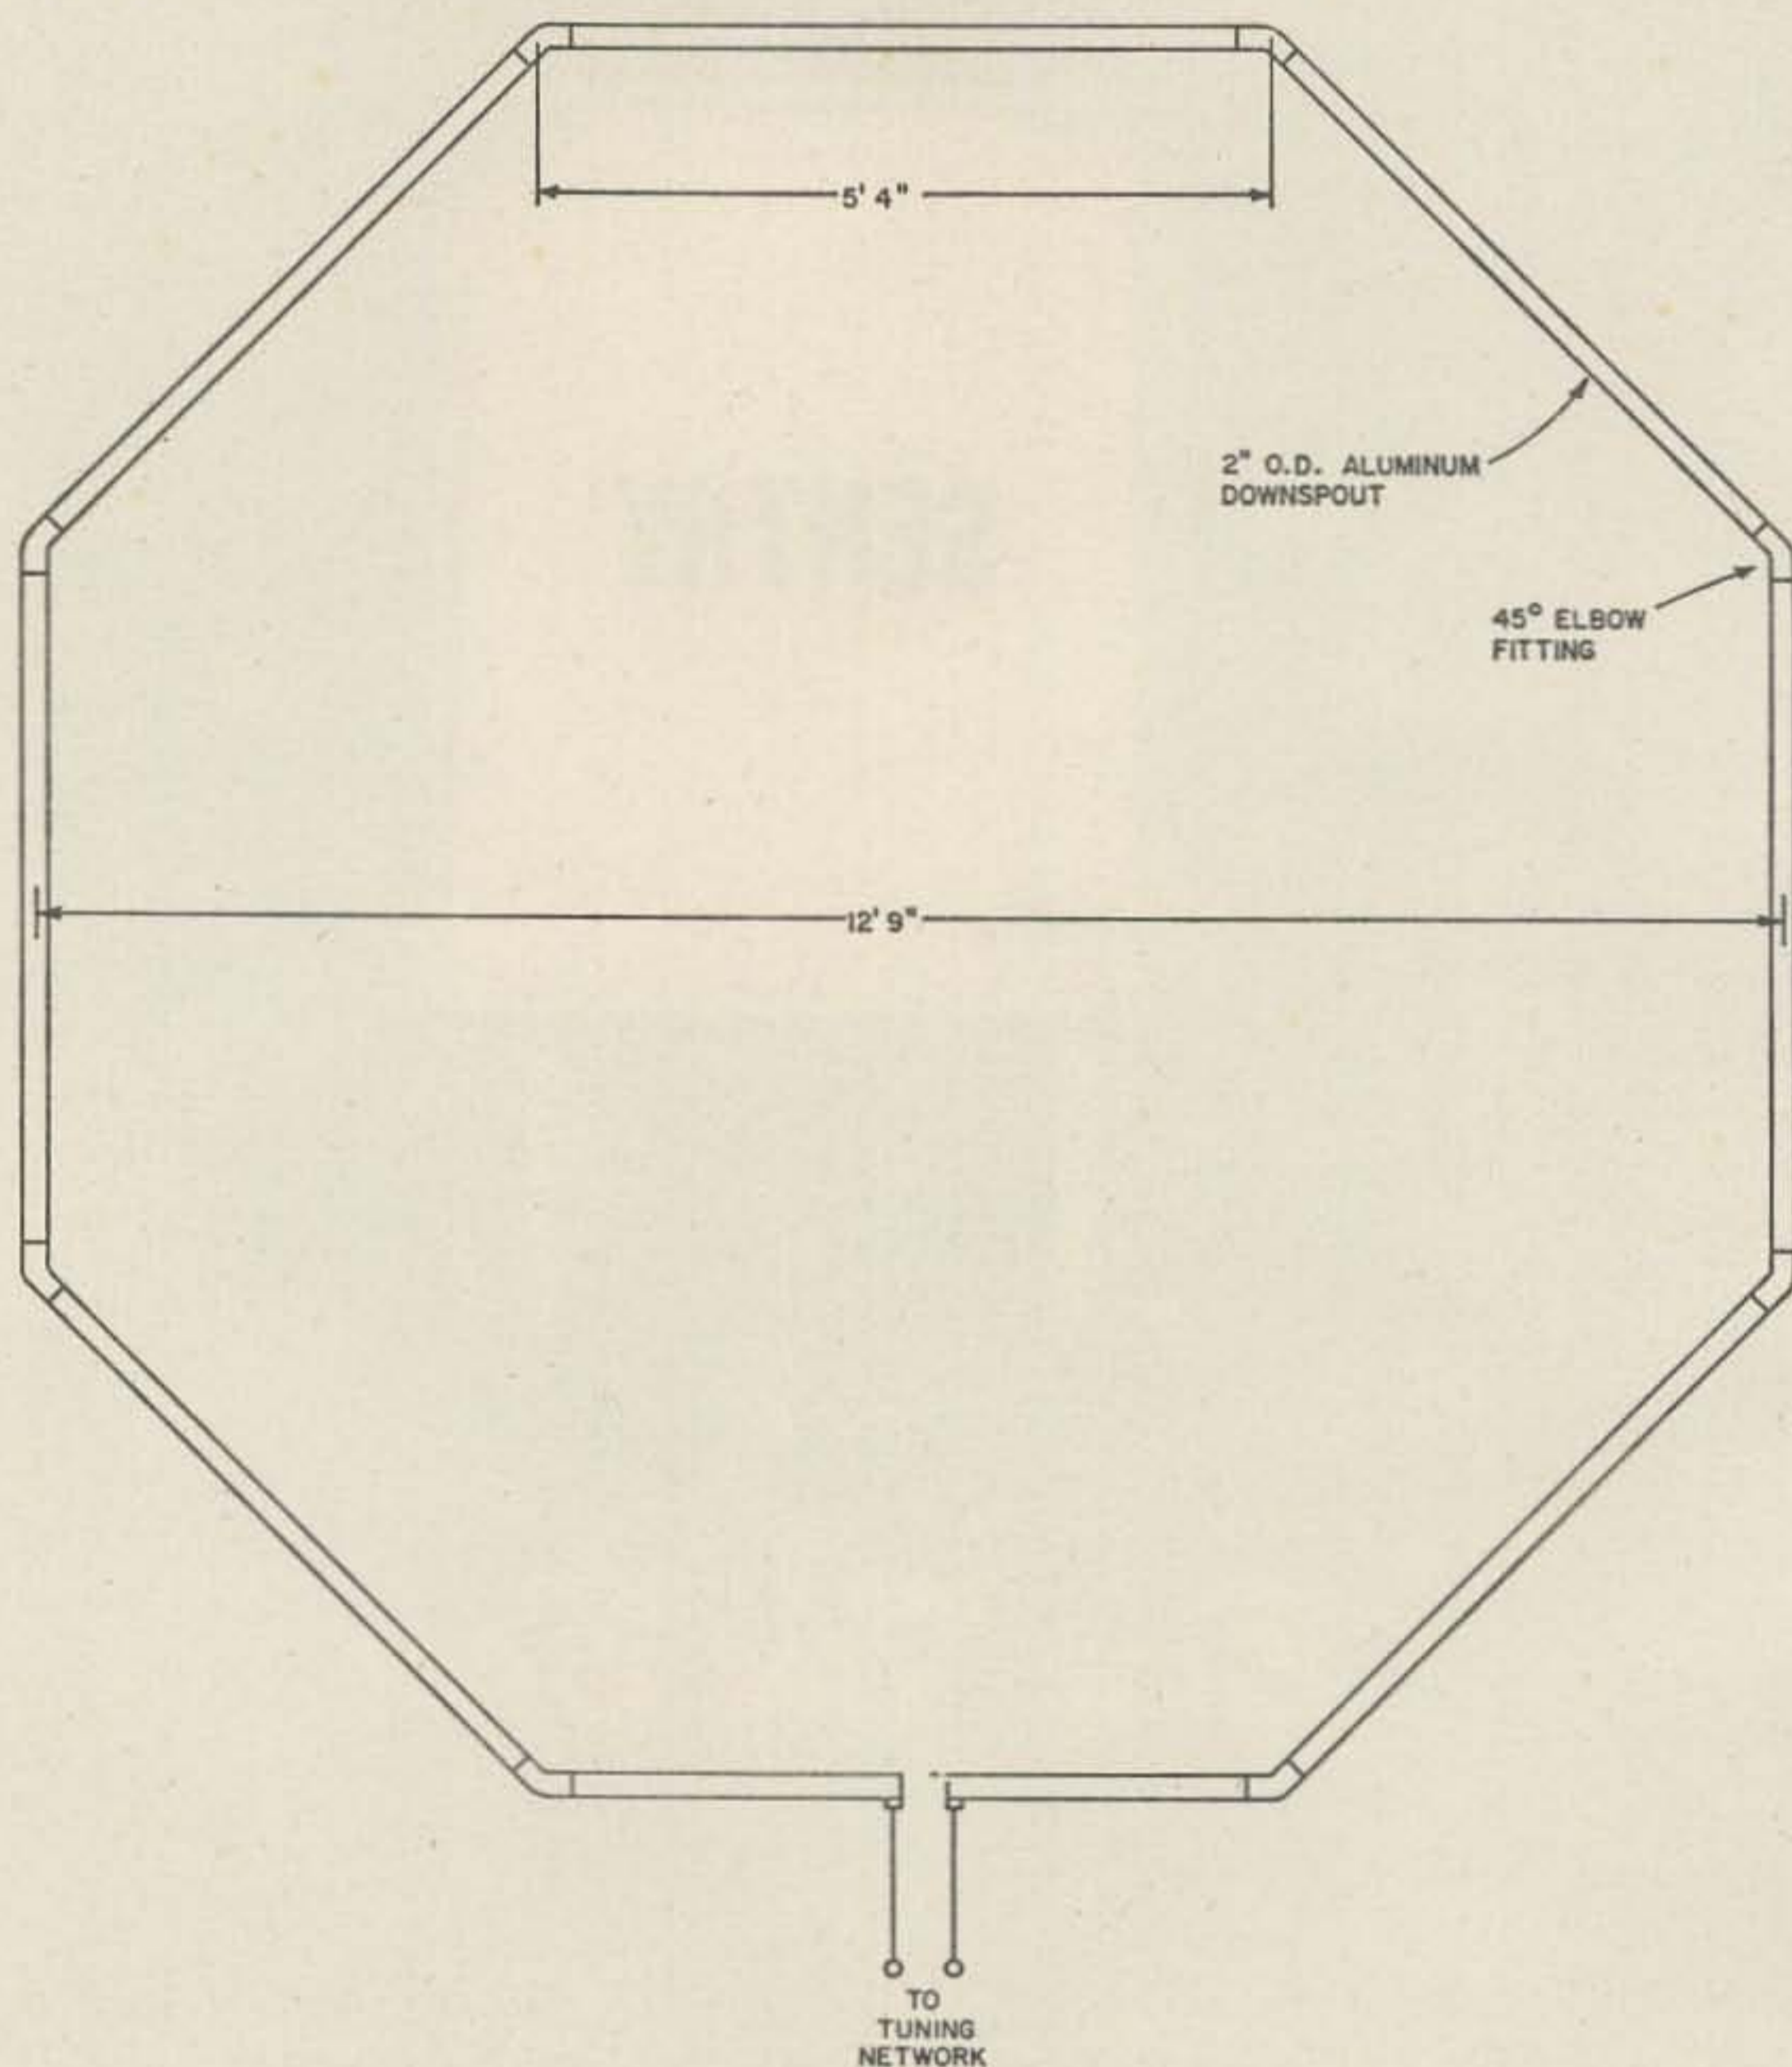 5' 4"
2" O.D. ALUMINUM
DOWNSPOUT
45° ELBOW
FITTING
12' 9"
TO
TUNING
NETWORK